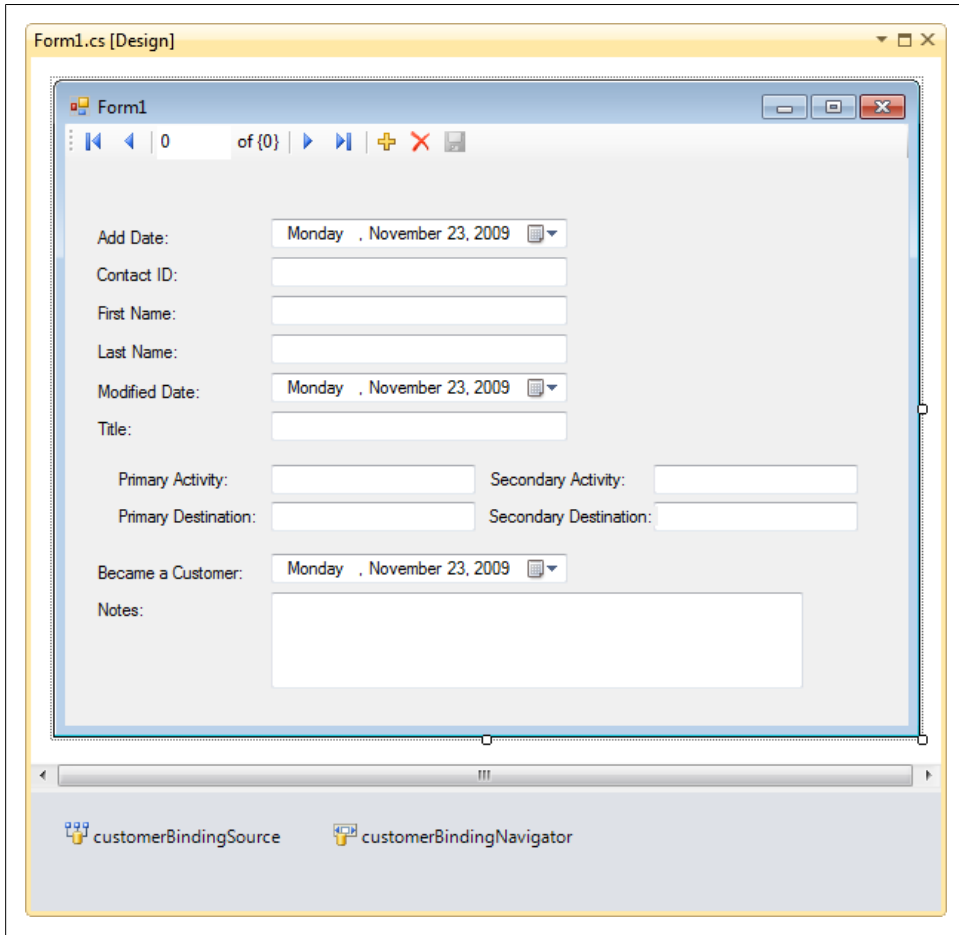 Form1.cs [Design]
Form1
0 of {0}
Add Date: Monday , November 23, 2009
Contact ID:
First Name:
Last Name:
Modified Date: Monday , November 23, 2009
Title:
Primary Activity: Secondary Activity:
Primary Destination: Secondary Destination:
Became a Customer: Monday , November 23, 2009
Notes:
customerBindingSource customerBindingNavigator